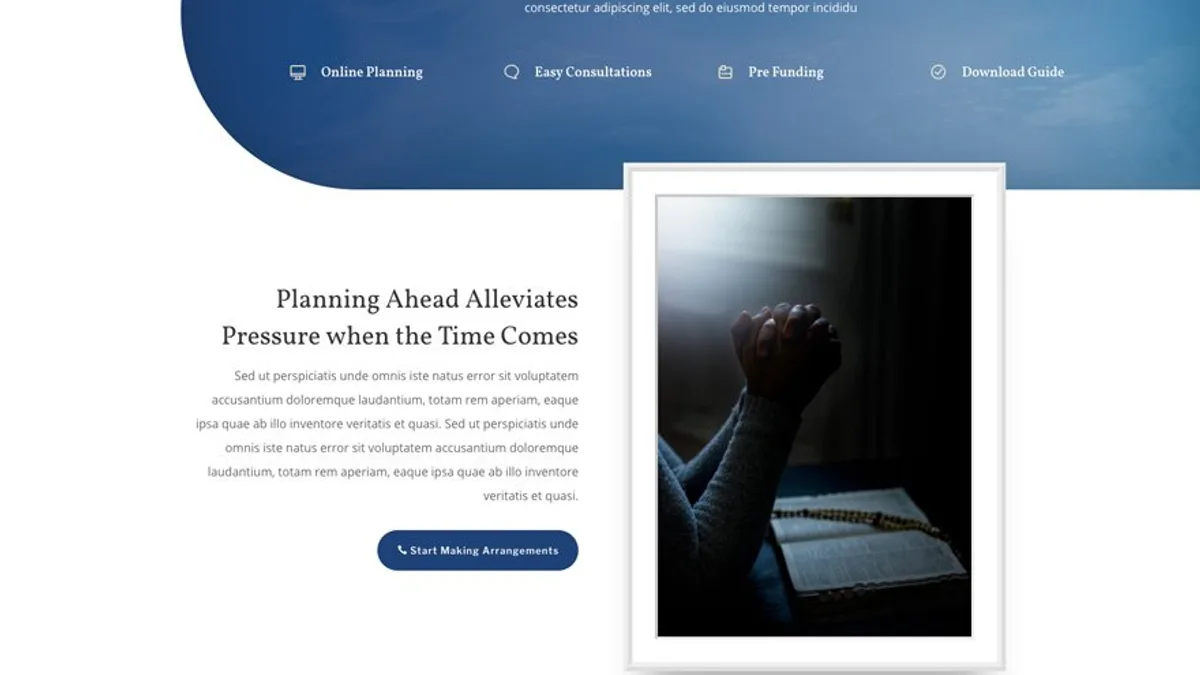 consectetur adipiscing elit, sed do eiusmod tempor incididu
Online Planning
Easy Consultations
Pre Funding
Download Guide
Planning Ahead Alleviates
Pressure when the Time Comes
Sed ut perspiciatis unde omnis iste natus error sit voluptatem
accusantium doloremque laudantium, totam rem aperiam, eaque
ipsa quae ab illo inventore veritatis et quasi. Sed ut perspiciatis unde
omnis iste natus error sit voluptatem accusantium doloremque
laudantium, totam rem aperiam, eaque ipsa quae ab illo inventore
veritatis et quasi.
Start Making Arrangements